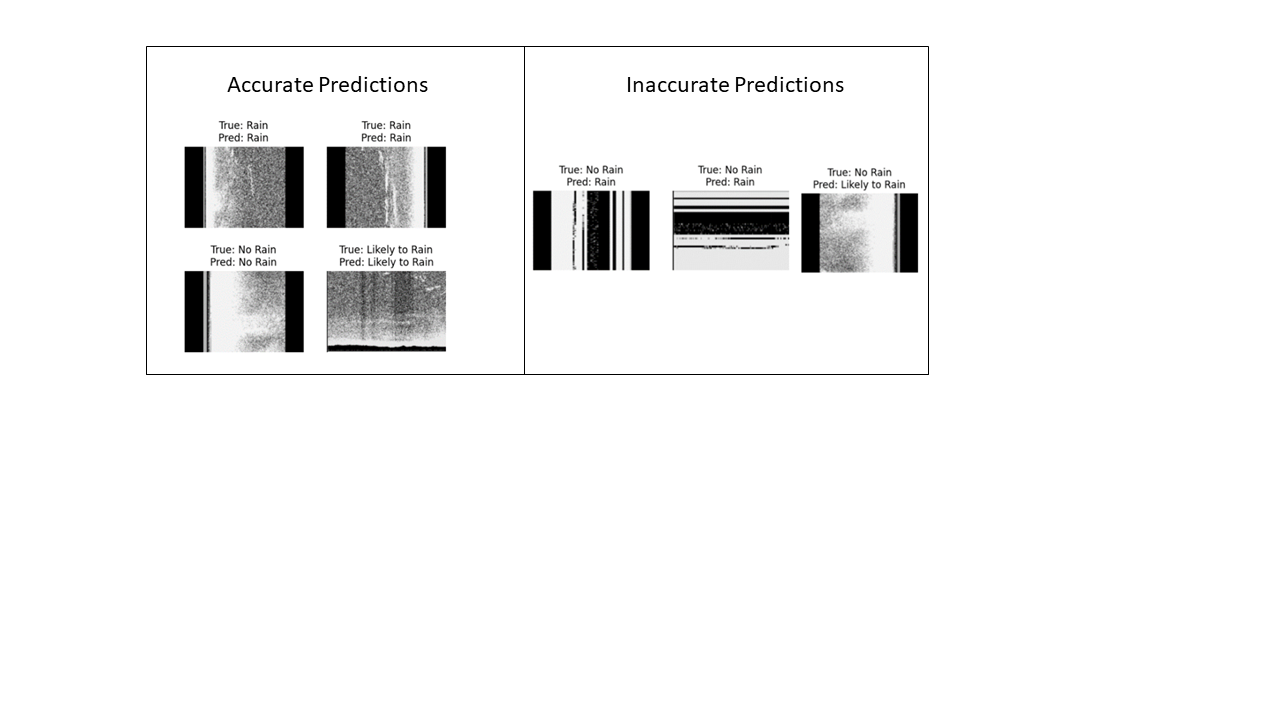 Accurate Predictions
True: Rain
Pred: Rain
True: Rain
Pred: Rain
True: No Rain
Pred: No Rain
True: Likely to Rain
Pred: Likely to Rain
Inaccurate Predictions
True: No Rain
Pred: Rain
True: No Rain
Pred: Rain
True: No Rain
Pred: Likely to Rain